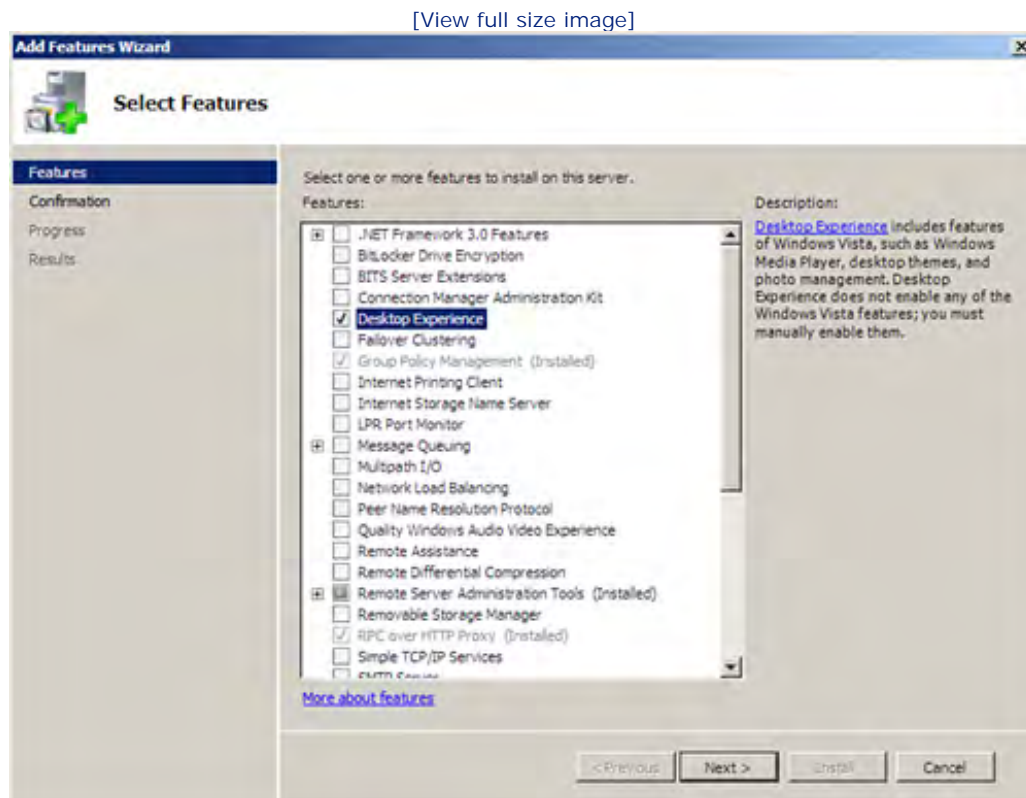 [View full size image]
Add Features Wizard
Select Features
Features
Confirmation
Progress
Results
Select one or more features to install on this server.
Features:
.NET Framework 3.0 Features
BitLocker Drive Encryption
BITS Server Extensions
Connection Manager Administration Kit
Desktop Experience
Failover Clustering
Group Policy Management (Installed)
Internet Printing Client
Internet Storage Name Server
LPR Port Monitor
Message Queuing
Multipath I/O
Network Load Balancing
Peer Name Resolution Protocol
Quality Windows Audio Video Experience
Remote Assistance
Remote Differential Compression
Remote Server Administration Tools (Installed)
Removable Storage Manager
RPC over HTTP Proxy (Installed)
Simple TCP/IP Services
SMTP Server
More about features
Description:
Desktop Experience includes features
of Windows Vista, such as Windows
Media Player, desktop themes, and
photo management. Desktop
Experience does not enable any of the
Windows Vista features; you must
manually enable them.
< Previous
Next >
Install
Cancel